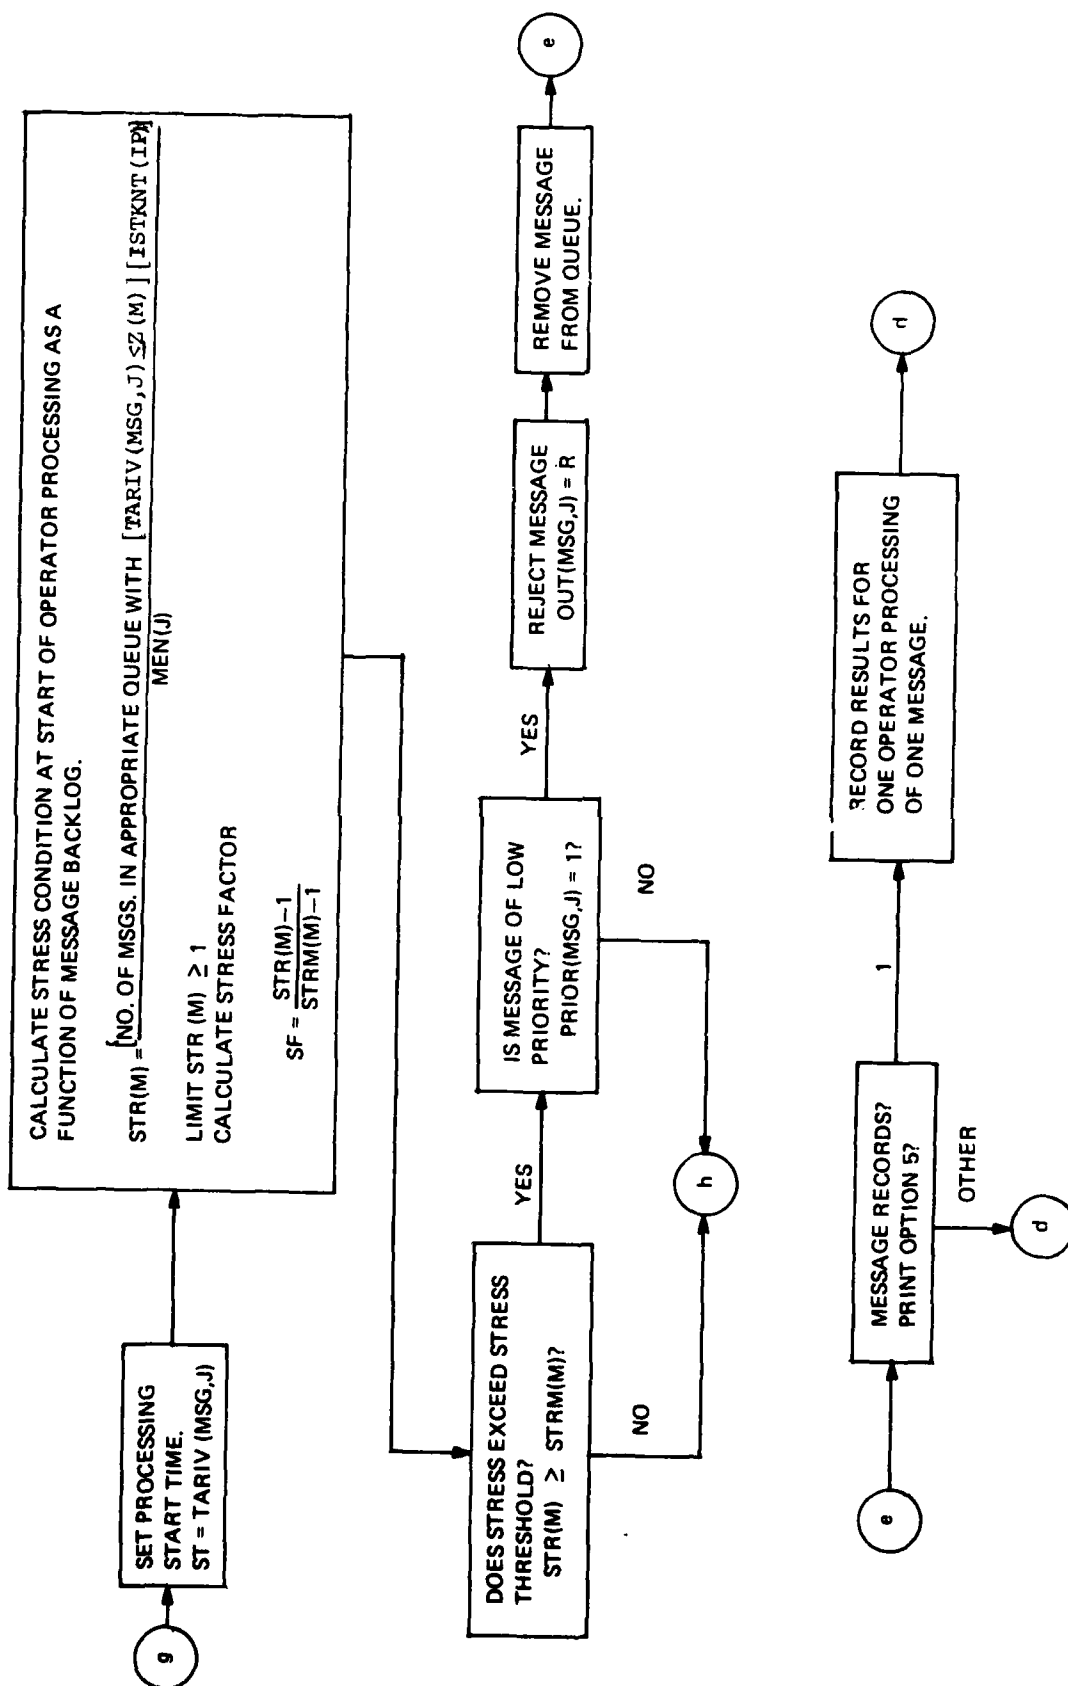 g
SET PROCESSING
START TIME.
ST = TARIV (MSG,J)
CALCULATE STRESS CONDITION AT START OF OPERATOR PROCESSING AS A
FUNCTION OF MESSAGE BACKLOG.
STR(M) = [NO. OF MSGS. IN APPROPRIATE QUEUE WITH [TARIV(MSG,J) ≤Z(M)] [ISTKNT(IP)]
MEN(J)
LIMIT STR (M) ≥ 1
CALCULATE STRESS FACTOR
SF = STR(M)−1
STRM(M)−1
DOES STRESS EXCEED STRESS
THRESHOLD?
STR(M) ≥ STRM(M)?
YES
NO
IS MESSAGE OF LOW
PRIORITY?
PRIOR(MSG,J) = 1?
YES
NO
h
REJECT MESSAGE
OUT(MSG,J) = R
REMOVE MESSAGE
FROM QUEUE.
e
e
MESSAGE RECORDS?
PRINT OPTION 5?
1
OTHER
d
RECORD RESULTS FOR
ONE OPERATOR PROCESSING
OF ONE MESSAGE.
d